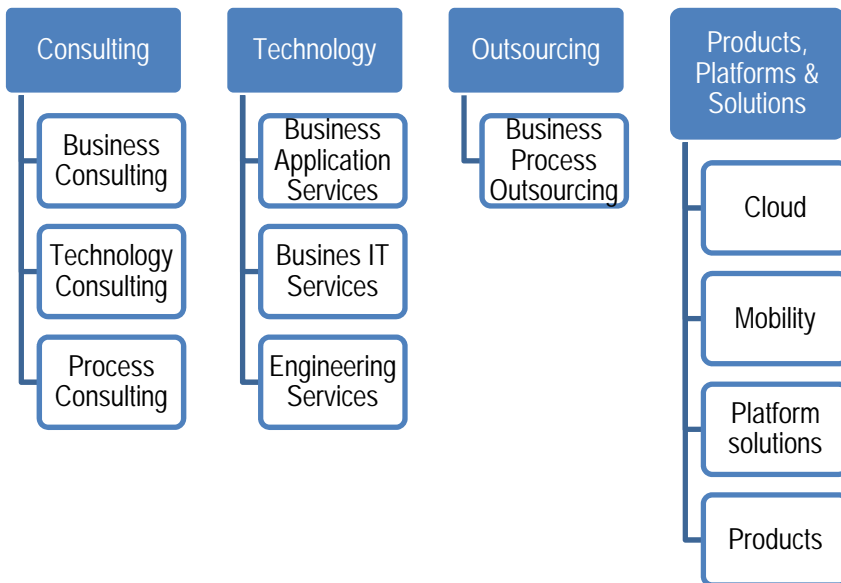 Consulting
Business
Consulting
Technology
Consulting
Process
Consulting
Technology
Business
Application
Services
Busines IT
Services
Engineering
Services
Outsourcing
Business
Process
Outsourcing
Products,
Platforms &
Solutions
Cloud
Mobility
Platform
solutions
Products